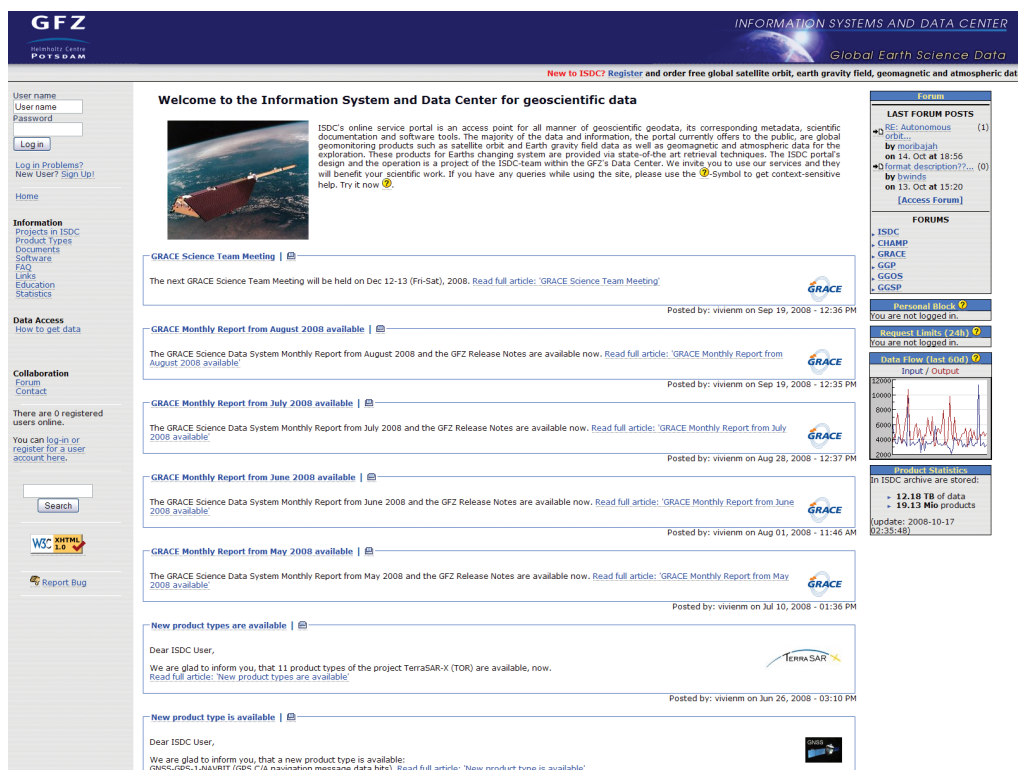 GFZ
Helmholtz Centre
POTSDAM
INFORMATION SYSTEMS AND DATA CENTER
Global Earth Science Data
New to ISDC? Register and order free global satellite orbit, earth gravity field, geomagnetic and atmospheric dat
User name
User name
Password
Log in
Log in Problems?
New User? Sign Up!
Home
Information
Projects in ISDC
Product Types
Documents
Software
FAQ
Links
Education
Statistics
Data Access
How to get data
Collaboration
Forum
Contact
There are 0 registered
users online.
You can log-in or
register for a user
account here.
Search
W3C XHTML
1.0
Report Bug
Welcome to the Information System and Data Center for geoscientific data
ISDC's online service portal is an access point for all manner of geoscientific geodata, its corresponding metadata, scientific
documentation and software tools. The majority of the data and information, the portal currently offers to the public, are global
geomonitoring products such as satellite orbit and Earth gravity field data as well as geomagnetic and atmospheric data for the
exploration. These products for Earths changing system are provided via state-of-the art retrieval techniques. The ISDC portal's
design and the operation is a project of the ISDC-team within the GFZ's Data Center. We invite you to use our services and they
will benefit your scientific work. If you have any queries while using the site, please use the ?-Symbol to get context-sensitive
help. Try it now ?.
GRACE Science Team Meeting |
The next GRACE Science Team Meeting will be held on Dec 12-13 (Fri-Sat), 2008. Read full article: 'GRACE Science Team Meeting'
GRACE
Posted by: vivienm on Sep 19, 2008 - 12:36 PM
GRACE Monthly Report from August 2008 available |
The GRACE Science Data System Monthly Report from August 2008 and the GFZ Release Notes are available now. Read full article: 'GRACE Monthly Report from
August 2008 available'
GRACE
Posted by: vivienm on Sep 19, 2008 - 12:35 PM
GRACE Monthly Report from July 2008 available |
The GRACE Science Data System Monthly Report from July 2008 and the GFZ Release Notes are available now. Read full article: 'GRACE Monthly Report from July
2008 available'
GRACE
Posted by: vivienm on Aug 28, 2008 - 12:37 PM
GRACE Monthly Report from June 2008 available |
The GRACE Science Data System Monthly Report from June 2008 and the GFZ Release Notes are available now. Read full article: 'GRACE Monthly Report from June
2008 available'
GRACE
Posted by: vivienm on Aug 01, 2008 - 11:46 AM
GRACE Monthly Report from May 2008 available |
The GRACE Science Data System Monthly Report from May 2008 and the GFZ Release Notes are available now. Read full article: 'GRACE Monthly Report from May
2008 available'
GRACE
Posted by: vivienm on Jul 10, 2008 - 01:36 PM
New product types are available |
Dear ISDC User,
We are glad to inform you, that 11 product types of the project TerraSAR-X (TOR) are available, now.
Read full article: 'New product types are available'
TERRA SAR X
Posted by: vivienm on Jun 26, 2008 - 03:10 PM
New product type is available |
Dear ISDC User,
GNSS
We are glad to inform you, that a new product type is available:
GNSS-GPS-1-NAVBIT (GPS C/A navigation message data bits). Read full article: 'New product type is available'
Forum
LAST FORUM POSTS
RE: Autonomous (1)
orbit...
by moribajah
on 14. Oct at 18:56
format description??... (0)
by bwinds
on 13. Oct at 15:20
[Access Forum]
FORUMS
ISDC
CHAMP
GRACE
GGP
GGOS
GGSP
Personal Block ?
You are not logged in.
Request Limits (24h) ?
You are not logged in.
Data Flow (last 60d) ?
Input / Output
12000
10000
8000
6000
4000
2000
Product Statistics
In ISDC archive are stored:
12.18 TB of data
19.13 Mio products
(update: 2008-10-17
02:35:48)